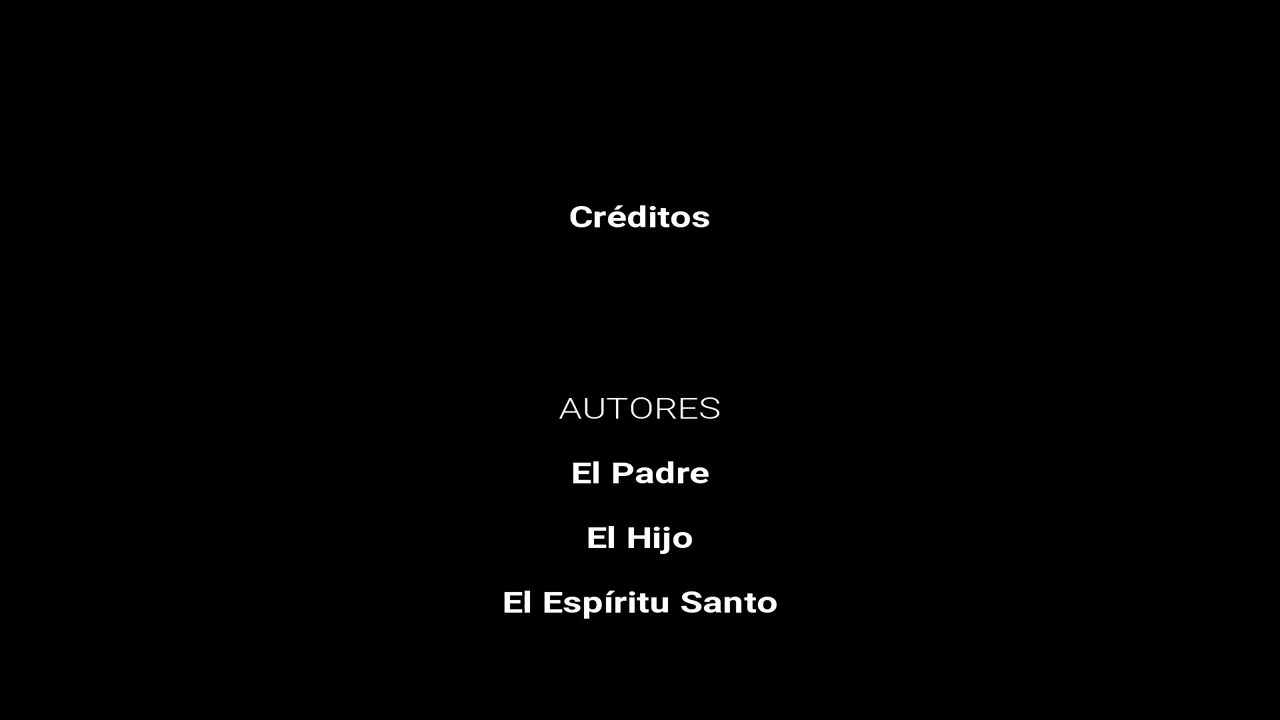 Créditos
AUTORES
El Padre
El Hijo
El Espíritu Santo